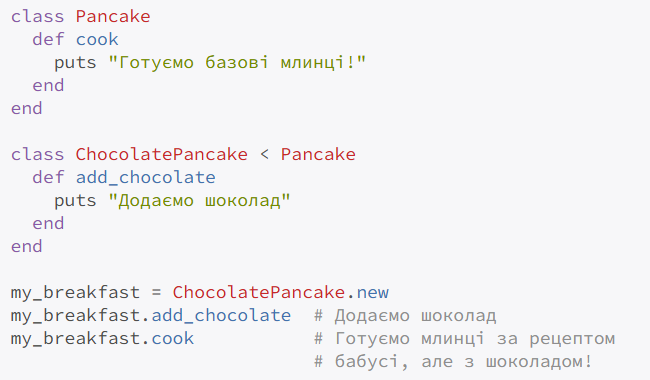 class Pancake
  def cook
    puts "Готуємо базові млинці!"
  end
end

class ChocolatePancake < Pancake
  def add_chocolate
    puts "Додаємо шоколад"
  end
end

my_breakfast = ChocolatePancake.new
my_breakfast.add_chocolate  # Додаємо шоколад
my_breakfast.cook           # Готуємо млинці за рецептом
                            # бабусі, але з шоколадом!